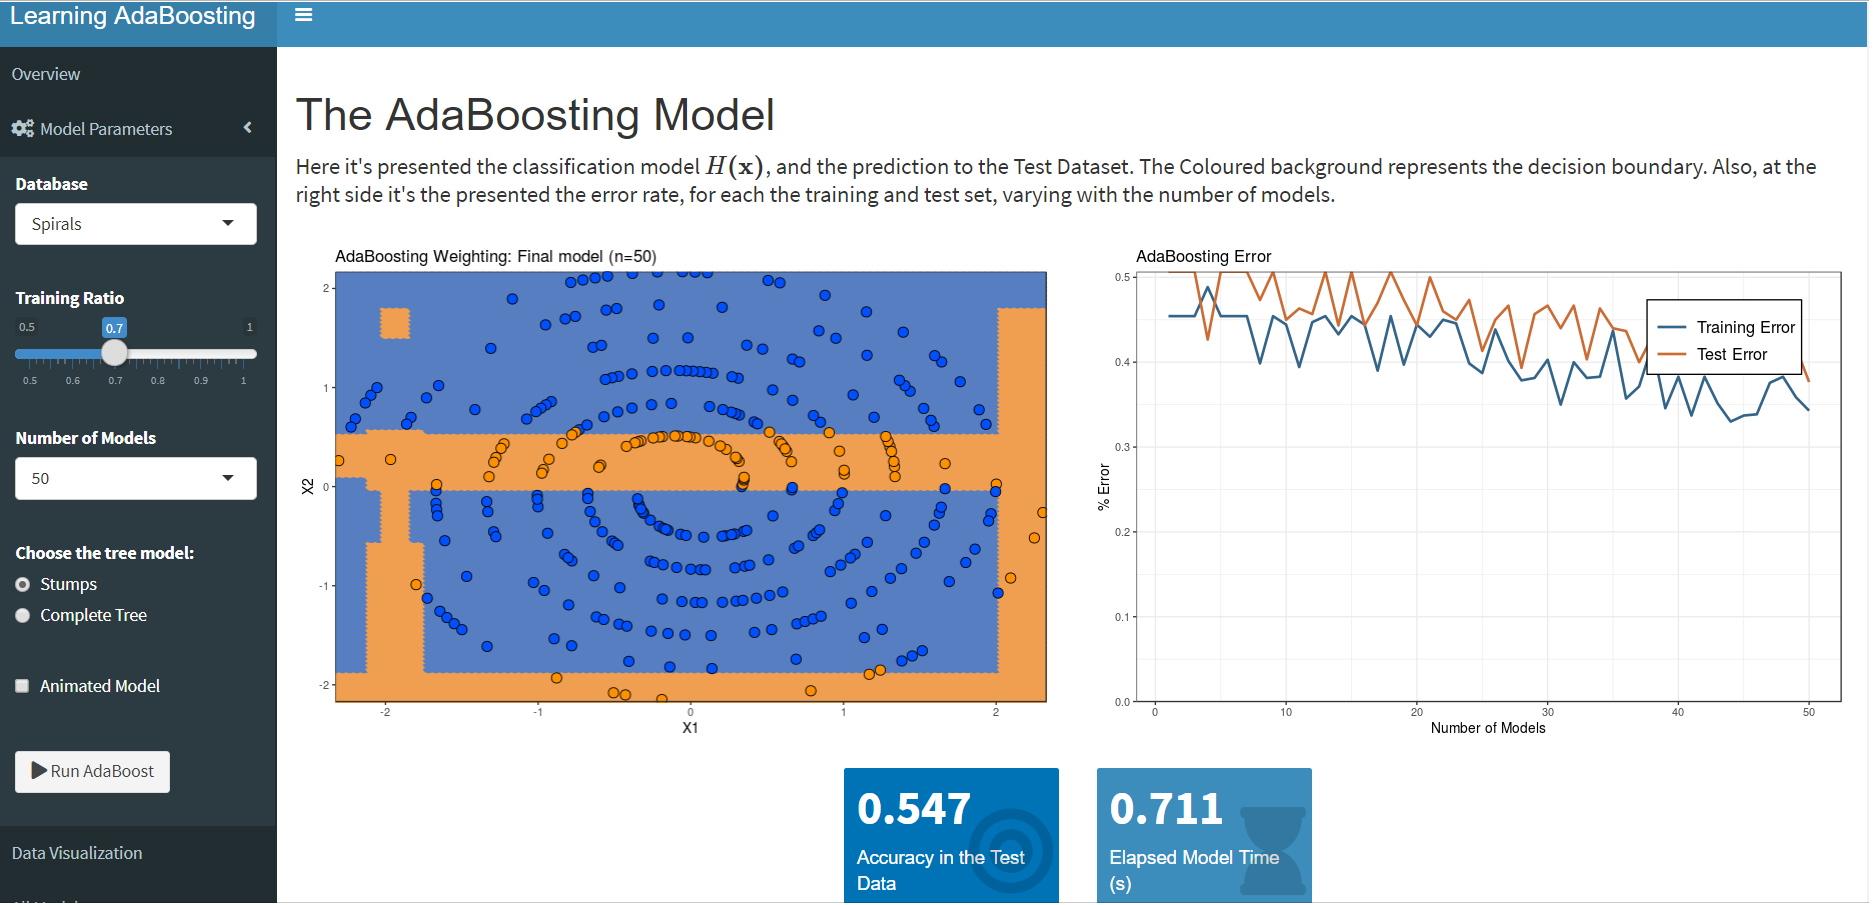 Learning AdaBoosting
Overview
Model Parameters
Database
Spirals
Training Ratio
0.5 0.7 1
0.5 0.6 0.7 0.8 0.9 1
Number of Models
50
Choose the tree model:
Stumps
Complete Tree
Animated Model
Run AdaBoost
Data Visualization
The AdaBoosting Model
Here it's presented the classification model H(x), and the prediction to the Test Dataset. The Coloured background represents the decision boundary. Also, at the
right side it's the presented the error rate, for each the training and test set, varying with the number of models.
AdaBoosting Weighting: Final model (n=50)
2
1
0
-1
-2
X2
-2 -1 0 1 2
X1
AdaBoosting Error
0.5
0.4
0.3
0.2
0.1
0.0
% Error
Training Error
Test Error
0 10 20 30 40 50
Number of Models
0.547
Accuracy in the Test
Data
0.711
Elapsed Model Time
(s)